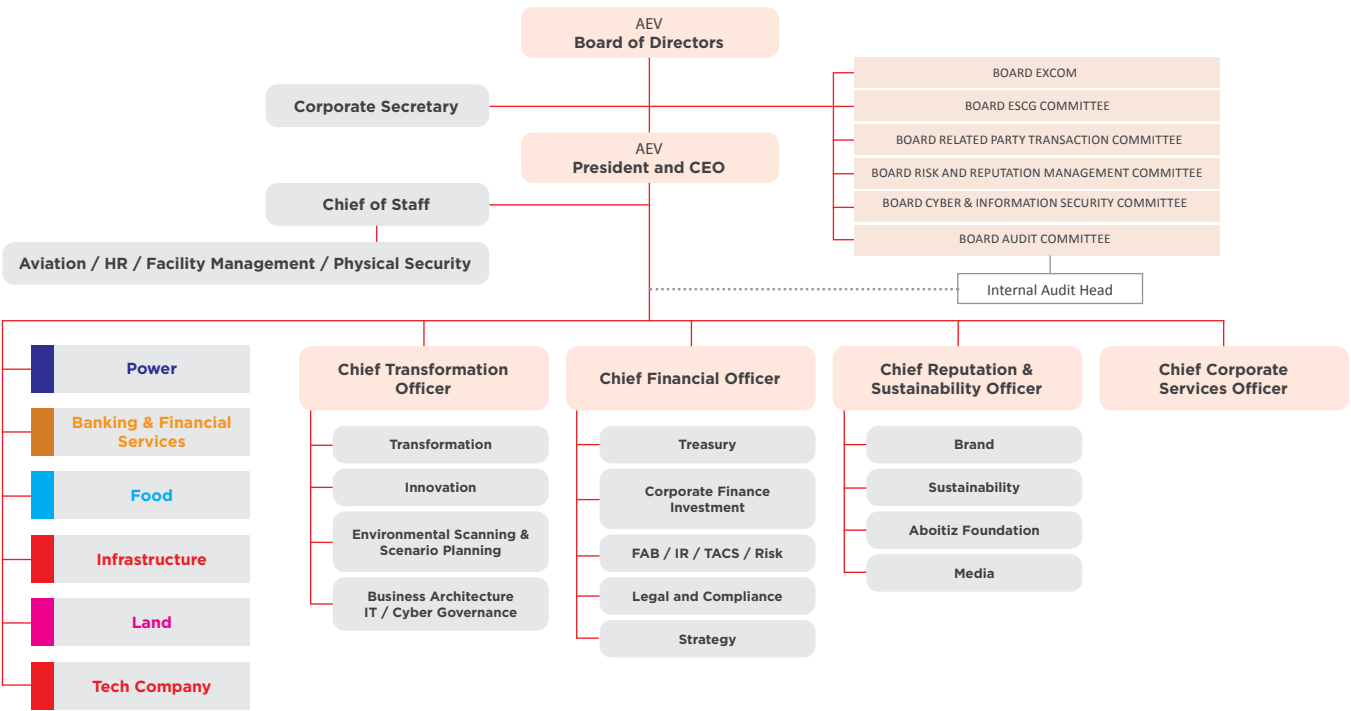 AEV
Board of Directors
BOARD EXCOM
Corporate Secretary
BOARD ESCG COMMITTEE
BOARD RELATED PARTY TRANSACTION COMMITTEE
AEV
President and CEO
BOARD RISK AND REPUTATION MANAGEMENT COMMITTEE
Chief of Staff
BOARD CYBER & INFORMATION SECURITY COMMITTEE
BOARD AUDIT COMMITTEE
Aviation / HR / Facility Management / Physical Security
Internal Audit Head
Power
Banking & Financial
Services
Food
Infrastructure
Land
Tech Company
Chief Transformation
Officer
Transformation
Innovation
Environmental Scanning &
Scenario Planning
Business Architecture
IT / Cyber Governance
Chief Financial Officer
Treasury
Corporate Finance
Investment
FAB / IR / TACS / Risk
Legal and Compliance
Strategy
Chief Reputation &
Sustainability Officer
Brand
Sustainability
Aboitiz Foundation
Media
Chief Corporate
Services Officer